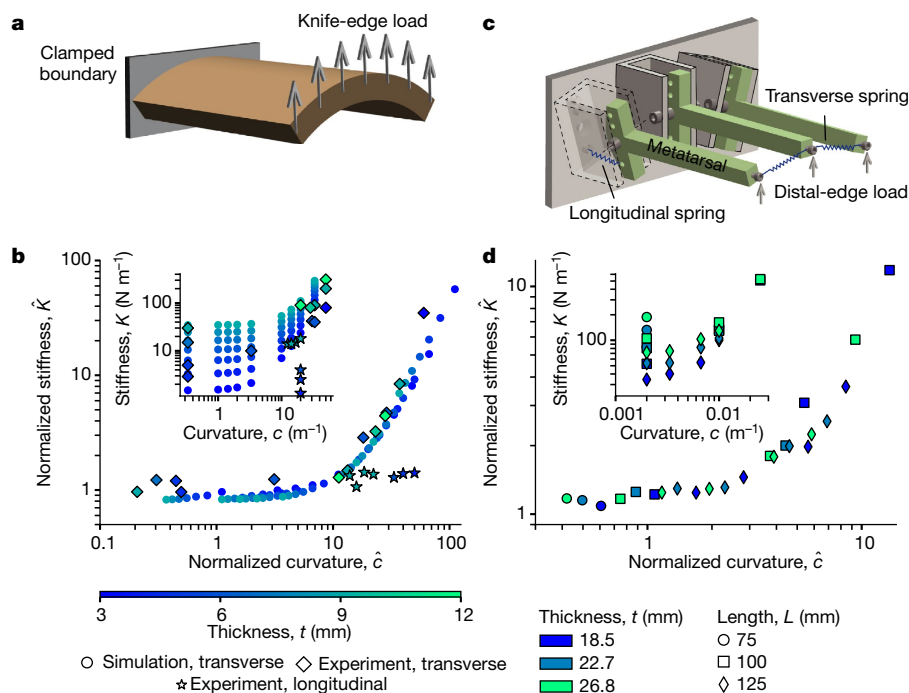 a
Knife-edge load
Clamped
boundary
c
Transverse spring
Metatarsal
Distal-edge load
Longitudinal spring
b
Normalized stiffness, K̂
100
10
1
0.1
1
10
100
Normalized curvature, ĉ
Stiffness, K (N m⁻¹)
100
10
1
10
Curvature, c (m⁻¹)
3
6
9
12
Thickness, t (mm)
Simulation, transverse
Experiment, transverse
Experiment, longitudinal
d
Normalized stiffness, K̂
10
1
1
10
Normalized curvature, ĉ
Stiffness, K (N m⁻¹)
100
0.001
0.01
Curvature, c (m⁻¹)
Thickness, t (mm)
18.5
22.7
26.8
Length, L (mm)
75
100
125